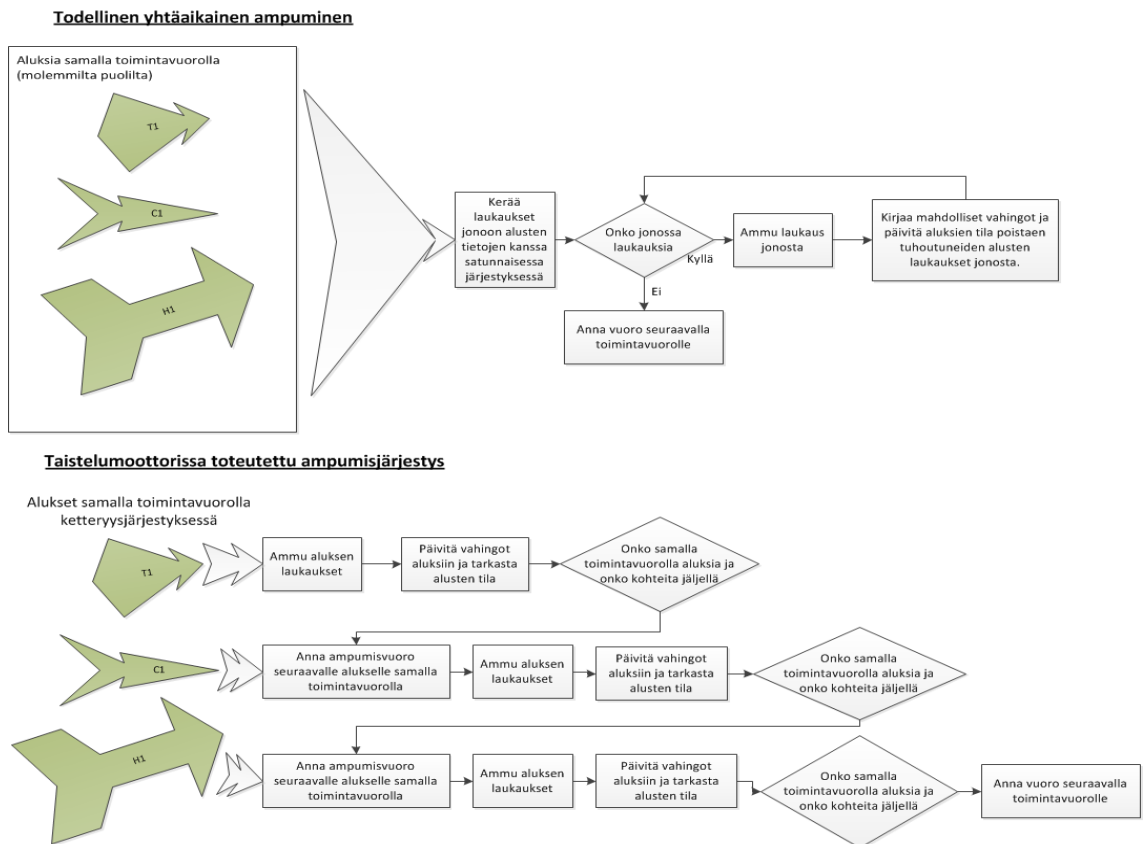 Todellinen yhtäaikainen ampuminen
Aluksia samalla toimintavuorolla
(molemmilta puolilta)
T1
C1
H1
Kerää
laukaukset
jonoon alusten
tietojen kanssa
satunnaisessa
järjestyksessä
Onko jonossa
laukauksia
Kyllä
Ei
Ammu laukaus
jonosta
Kirjaa mahdolliset vahingot ja
päivitä aluksien tila poistaen
tuhoutuneiden alusten
laukaukset jonosta.
Anna vuoro seuraavalla
toimintavuorolle
Taistelumoottorissa toteutettu ampumisjärjestys
Alukset samalla toimintavuorolla
ketteryysjärjestyksessä
T1
Ammu aluksen
laukaukset
Päivitä vahingot
aluksiin ja tarkasta
alusten tila
Onko samalla
toimintavuorolla aluksia ja
onko kohteita jäljellä
C1
Anna ampumisvuoro
seuraavalle alukselle samalla
toimintavuorolla
Ammu aluksen
laukaukset
Päivitä vahingot
aluksiin ja tarkasta
alusten tila
Onko samalla
toimintavuorolla aluksia ja
onko kohteita jäljellä
H1
Anna ampumisvuoro
seuraavalle alukselle samalla
toimintavuorolla
Ammu aluksen
laukaukset
Päivitä vahingot
aluksiin ja tarkasta
alusten tila
Onko samalla
toimintavuorolla aluksia ja
onko kohteita jäljellä
Anna vuoro seuraavalla
toimintavuorolle